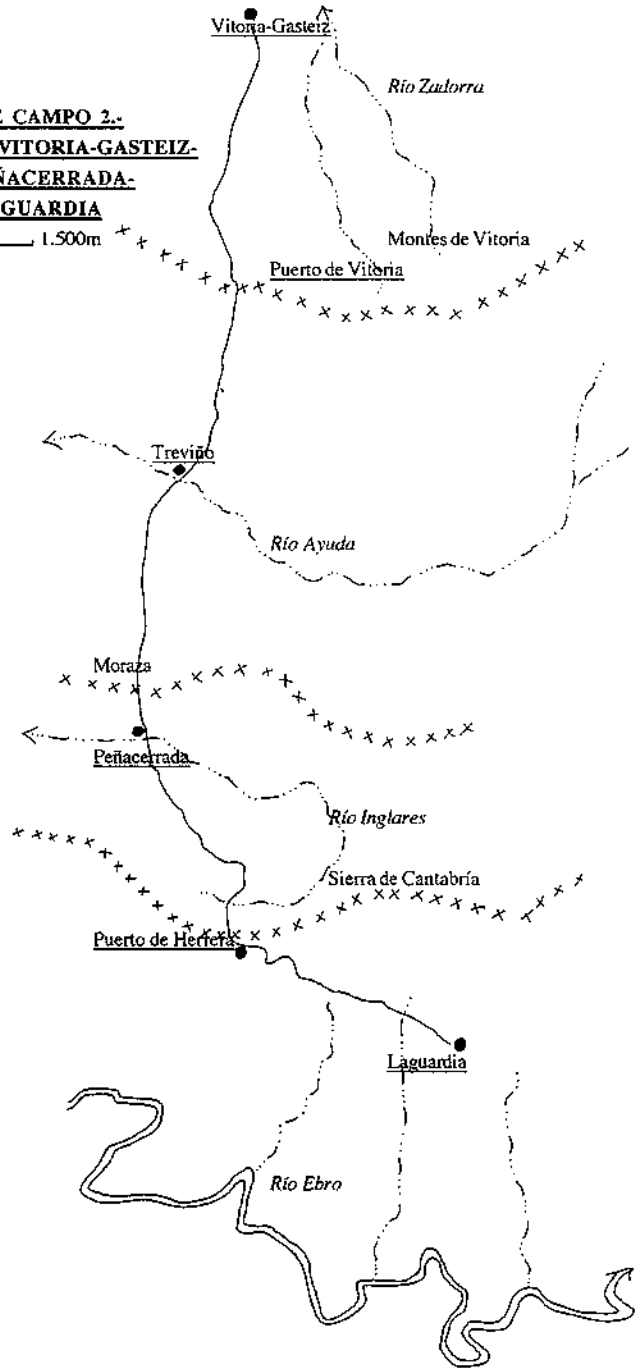 Vitoria-Gasteiz
Río Zadorra
CAMPO 2.-
VITORIA-GASTEIZ-
ÑACERRADA-
GUARDIA
1.500m
Montes de Vitoria
Puerto de Vitoria
Treviño
Río Ayuda
Moraza
Peñacerrada
Río Inglares
Sierra de Cantabría
Puerto de Herrera
Laguardia
Río Ebro